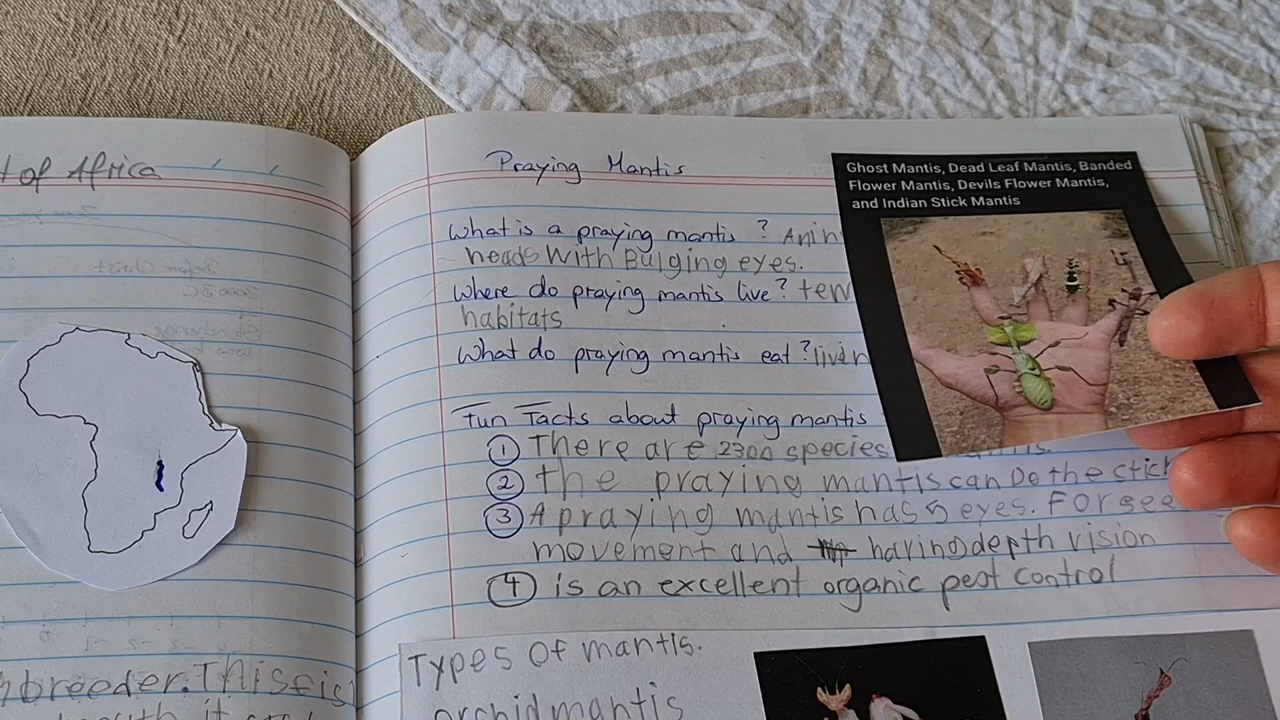 t of Africa
breeder. This fis
Praying Mantis
What is a praying mantis ? An in
heads With Bulging eyes.
Where do praying mantis live? tem
habitats
What do praying mantis eat ? livin
Fun Facts about praying mantis
① There are 2300 species
② the praying mantis can Do the stick
③ A praying mantis has 5 eyes. For see
movement and having depth vision
④ is an excellent organic pest control
Types of mantis.
orchid mantis
Ghost Mantis, Dead Leaf Mantis, Banded
Flower Mantis, Devils Flower Mantis,
and Indian Stick Mantis